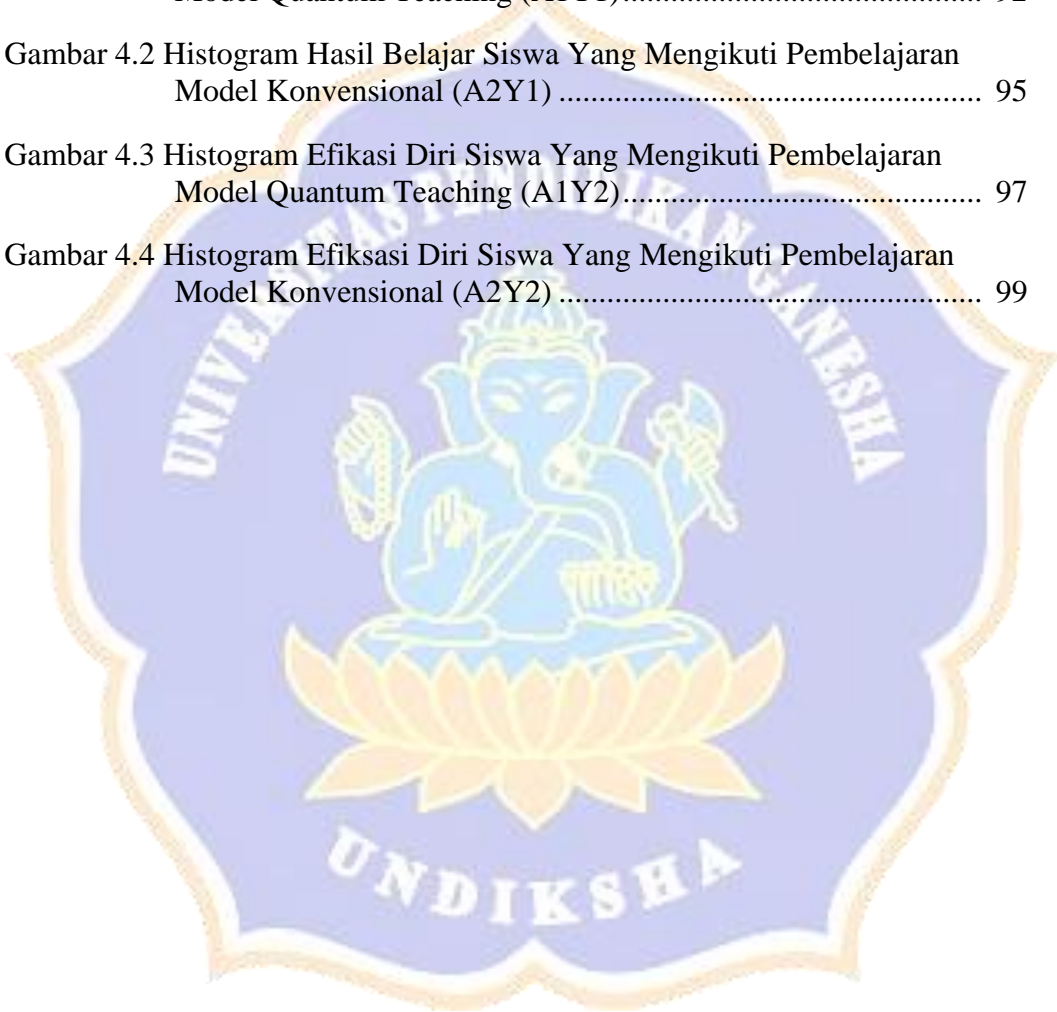 Model Quantum Teaching (A1Y1)........................................... 92
Gambar 4.2 Histogram Hasil Belajar Siswa Yang Mengikuti Pembelajaran
Model Konvensional (A2Y1) ................................................... 95
Gambar 4.3 Histogram Efikasi Diri Siswa Yang Mengikuti Pembelajaran
Model Quantum Teaching (A1Y2)........................................... 97
Gambar 4.4 Histogram Efiksasi Diri Siswa Yang Mengikuti Pembelajaran
Model Konvensional (A2Y2) ................................................... 99
UNIVERSITAS PENDIDIKAN GANESHA
UNDIKSHA